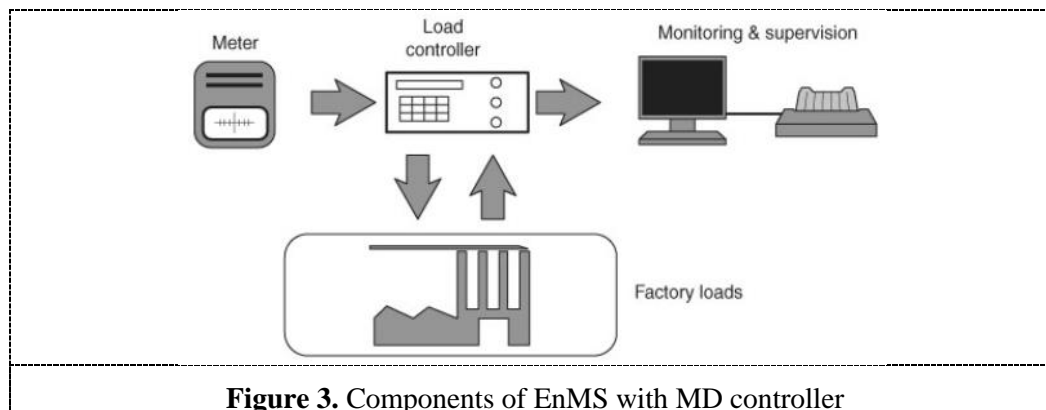 Meter
Load
controller
Monitoring & supervision
Factory loads
Figure 3. Components of EnMS with MD controller